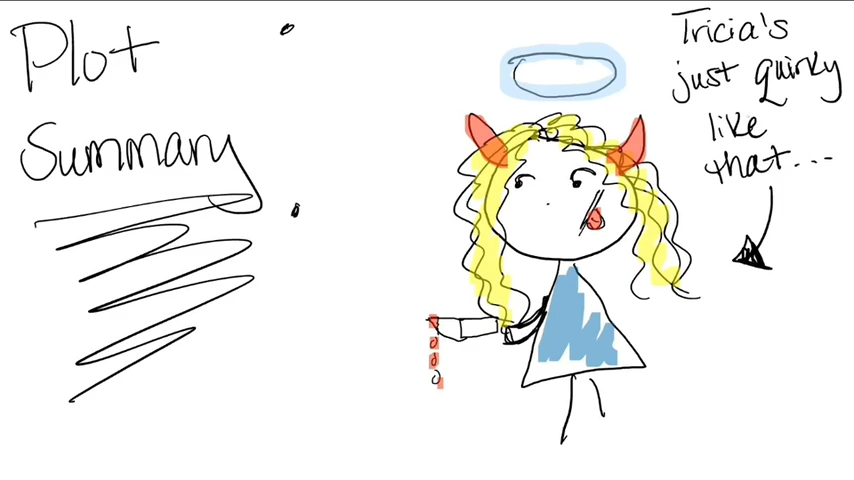 Plot
Summary
Tricia's
just quirky
like
that...